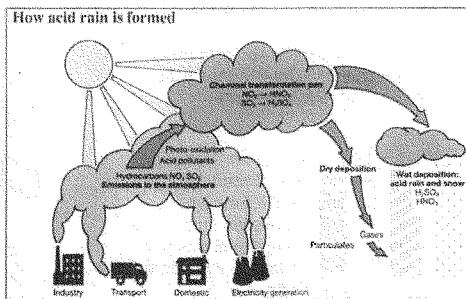 How acid rain is formed
Chemical transformation
NOx → HNO3
SO2 → H2SO4
Photo-oxidation
Acid pollutants
Hydrocarbons NOx SO2
Emissions to the atmosphere
Dry deposition
Wet deposition:
acid rain and snow
H2SO4
HNO3
Gases
Particulates
Industry
Transport
Domestic
Electricity generation